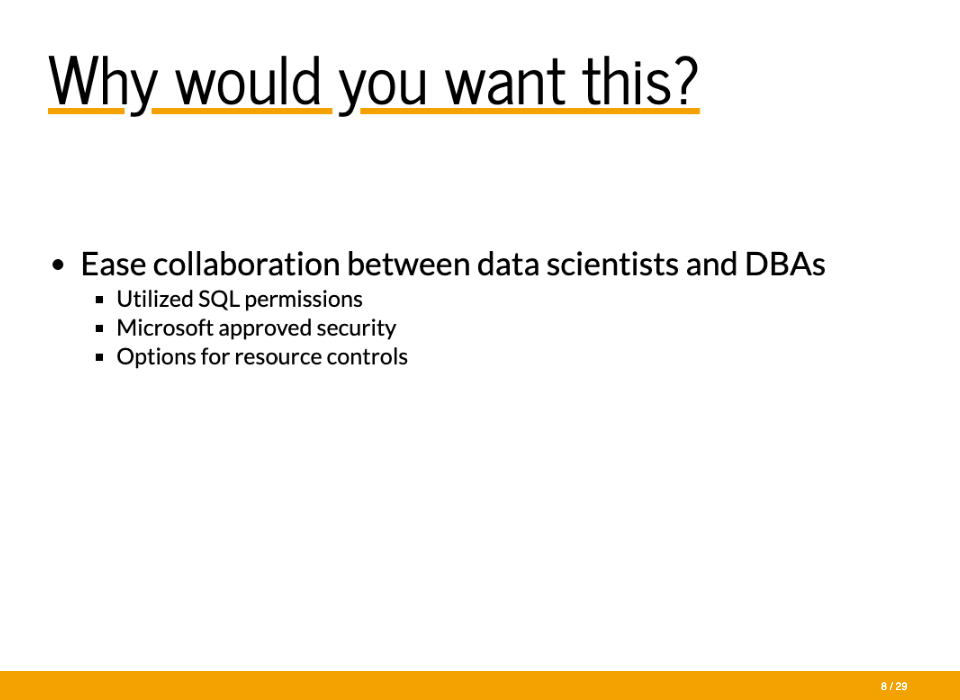 Why would you want this?
Ease collaboration between data scientists and DBAs
Utilized SQL permissions
Microsoft approved security
Options for resource controls
8 / 29